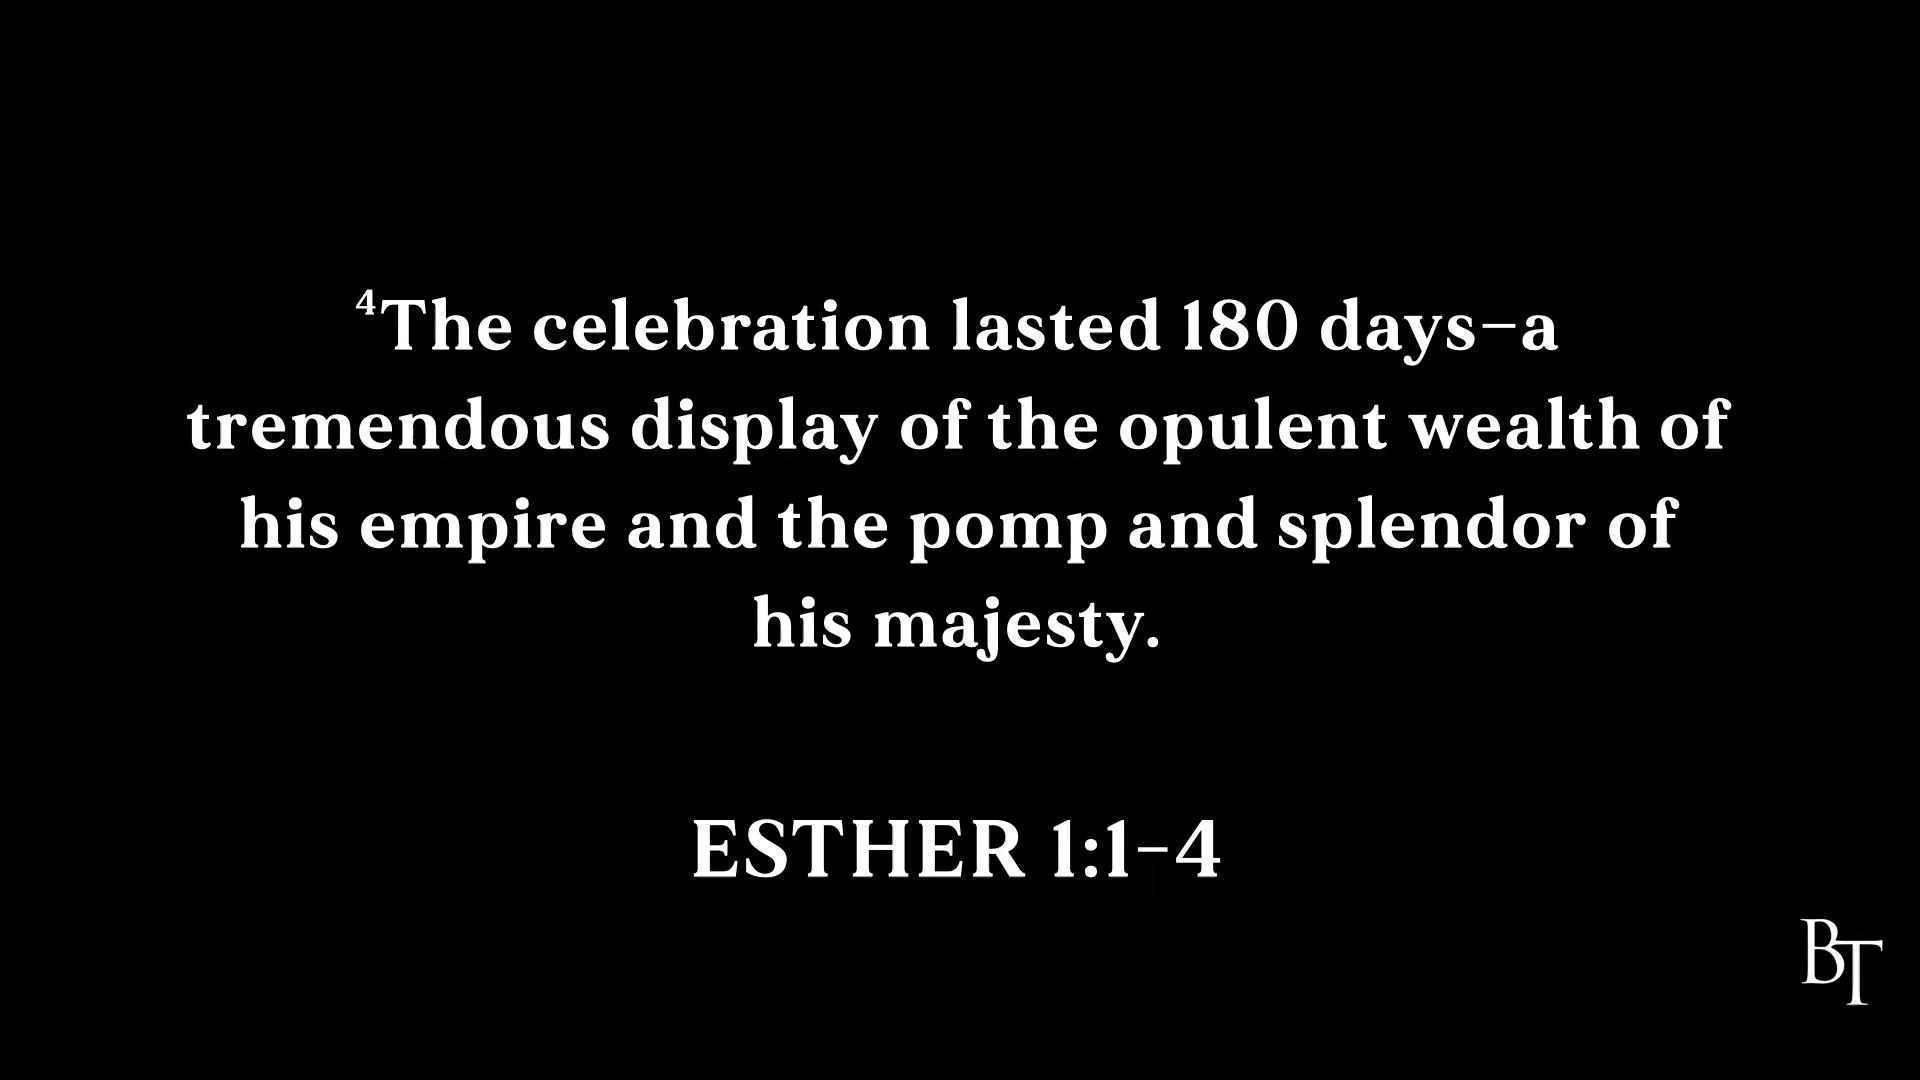 ⁴The celebration lasted 180 days–a
tremendous display of the opulent wealth of
his empire and the pomp and splendor of
his majesty.
ESTHER 1:1–4
BT